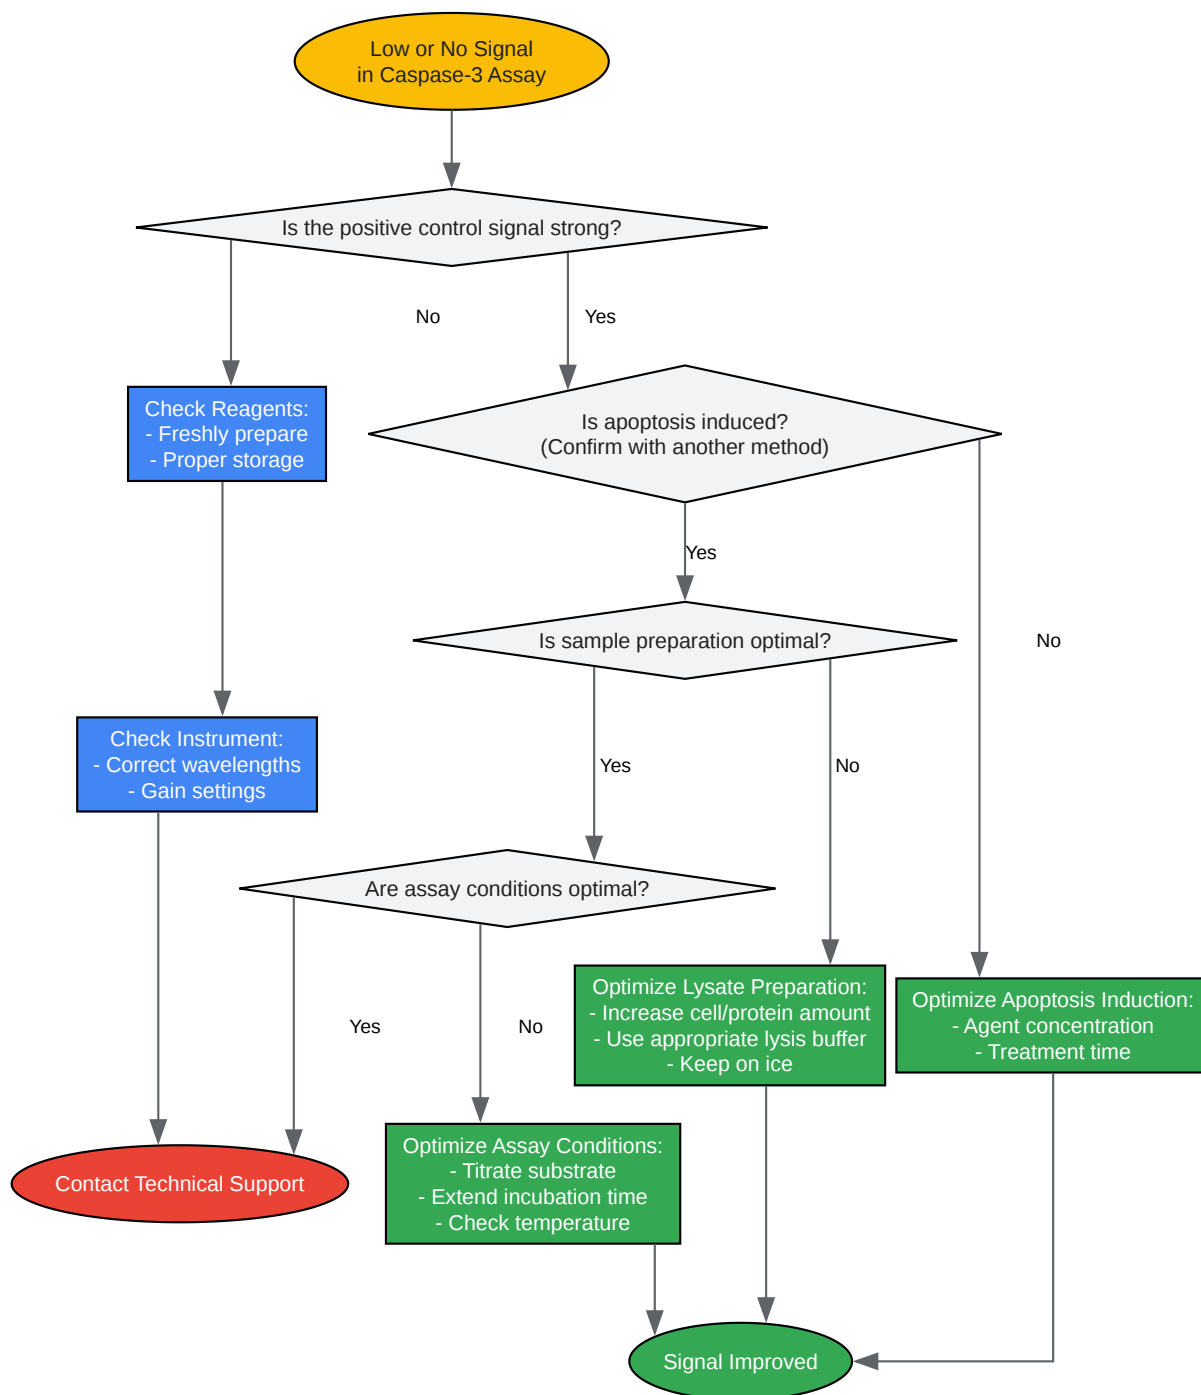 Low or No Signal
in Caspase-3 Assay
Is the positive control signal strong?
No
Yes
Check Reagents:
- Freshly prepare
- Proper storage
Is apoptosis induced?
(Confirm with another method)
Yes
Is sample preparation optimal?
No
Check Instrument:
- Correct wavelengths
- Gain settings
Yes
No
Are assay conditions optimal?
Optimize Lysate Preparation:
- Increase cell/protein amount
- Use appropriate lysis buffer
- Keep on ice
Optimize Apoptosis Induction:
- Agent concentration
- Treatment time
Yes
No
Contact Technical Support
Optimize Assay Conditions:
- Titrate substrate
- Extend incubation time
- Check temperature
Signal Improved